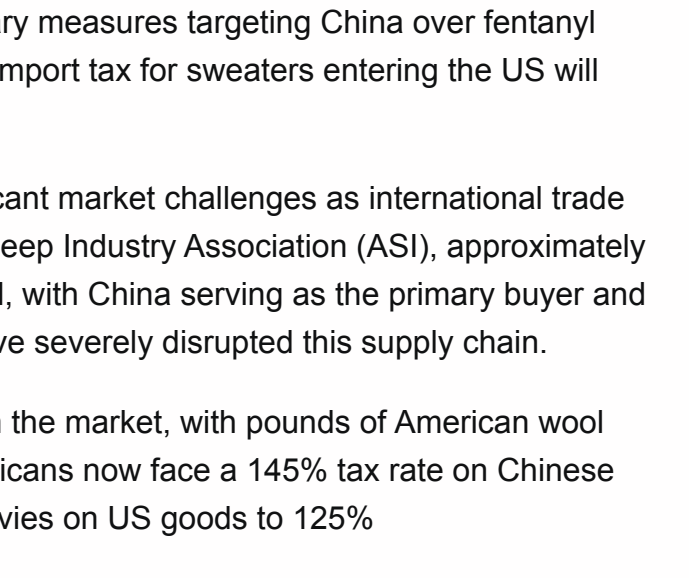 ry measures targeting China over fentanyl
mport tax for sweaters entering the US will
cant market challenges as international trade
eep Industry Association (ASI), approximately
, with China serving as the primary buyer and
ve severely disrupted this supply chain.
the market, with pounds of American wool
icans now face a 145% tax rate on Chinese
vies on US goods to 125%